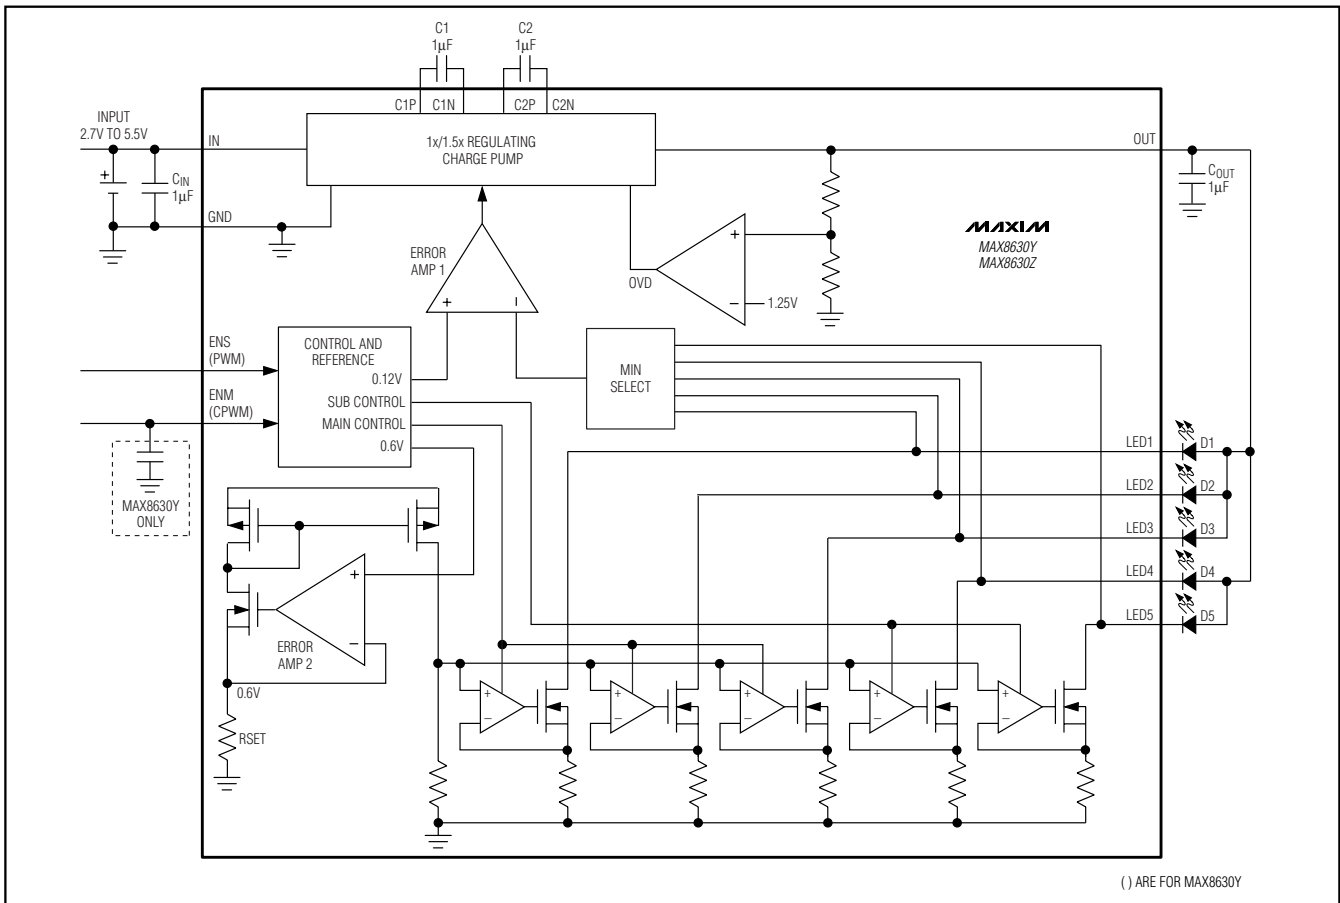 C1
1µF
C2
1µF
C1P
C1N
C2P
C2N
INPUT
2.7V TO 5.5V
IN
1x/1.5x REGULATING
CHARGE PUMP
OUT
+
CIN
1µF
COUT
1µF
GND
MAXIM
MAX8630Y
MAX8630Z
ERROR
AMP 1
+
−
OVD
+
−
1.25V
ENS
(PWM)
CONTROL AND
REFERENCE
0.12V
SUB CONTROL
MAIN CONTROL
0.6V
MIN
SELECT
ENM
(CPWM)
MAX8630Y
ONLY
LED1
D1
LED2
D2
LED3
D3
LED4
D4
LED5
D5
+
−
ERROR
AMP 2
0.6V
RSET
+
−
+
−
+
−
+
−
+
−
( ) ARE FOR MAX8630Y